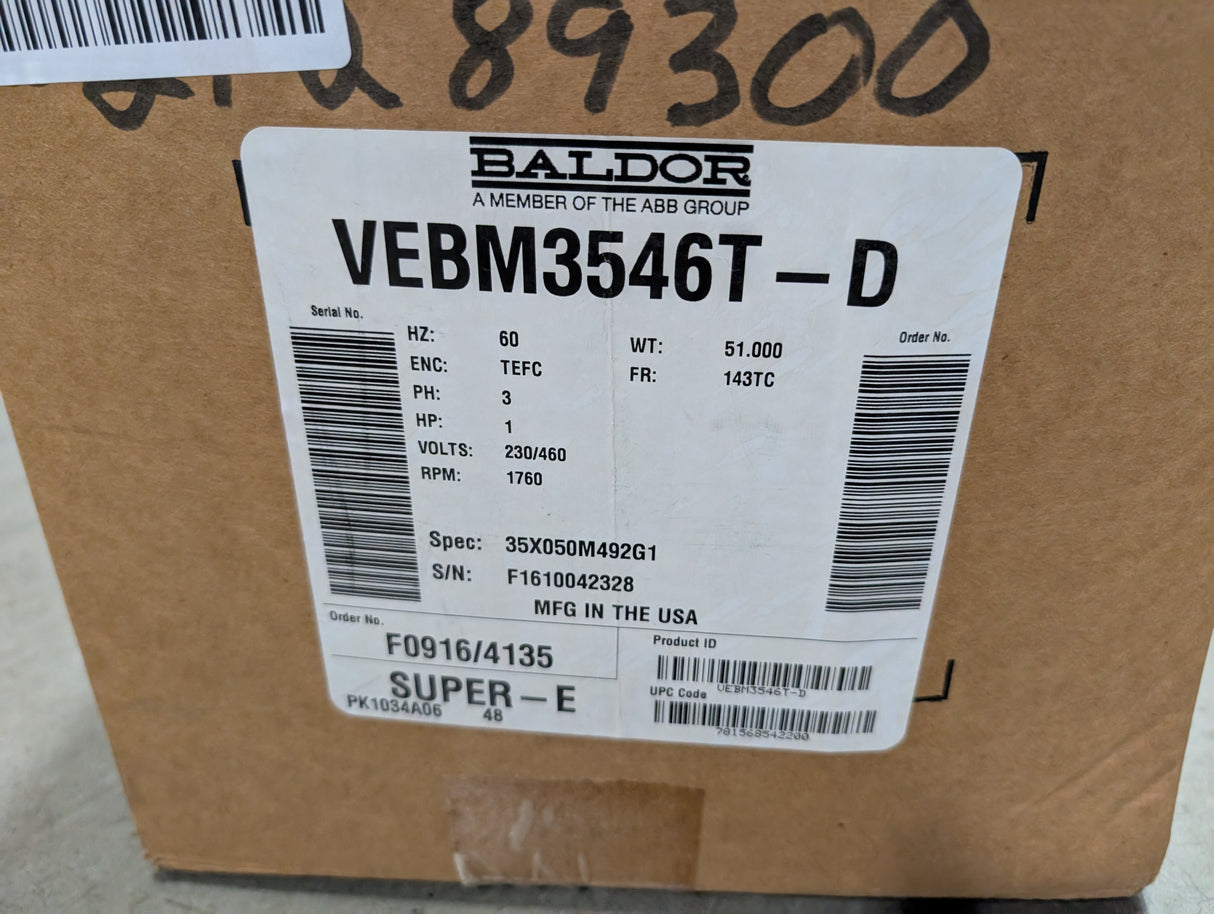 89300
BALDOR
A MEMBER OF THE ABB GROUP
VEBM3546T-D
Serial No.
Order No.
HZ: 60
WT: 51.000
ENC: TEFC
FR: 143TC
PH: 3
HP: 1
VOLTS: 230/460
RPM: 1760
Spec: 35X050M492G1
S/N: F1610042328
MFG IN THE USA
Order No.
F0916/4135
Product ID
VEBM3546T-D
SUPER-E
UPC Code
PK1034A06 48
781568542200